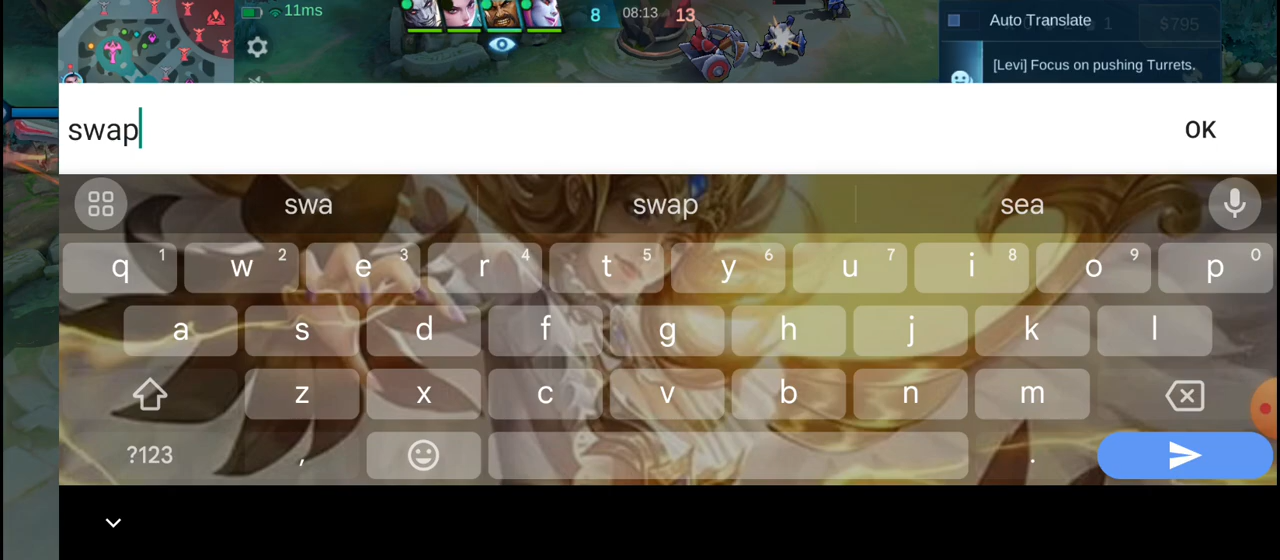 11ms
8 08:13 13
Auto Translate
$795
[Levi] Focus on pushing Turrets.
swap
OK
swa swap sea
q 1 w 2 e 3 r 4 t 5 y 6 u 7 i 8 o 9 p 0
a s d f g h j k l
z x c v b n m
?123 , .